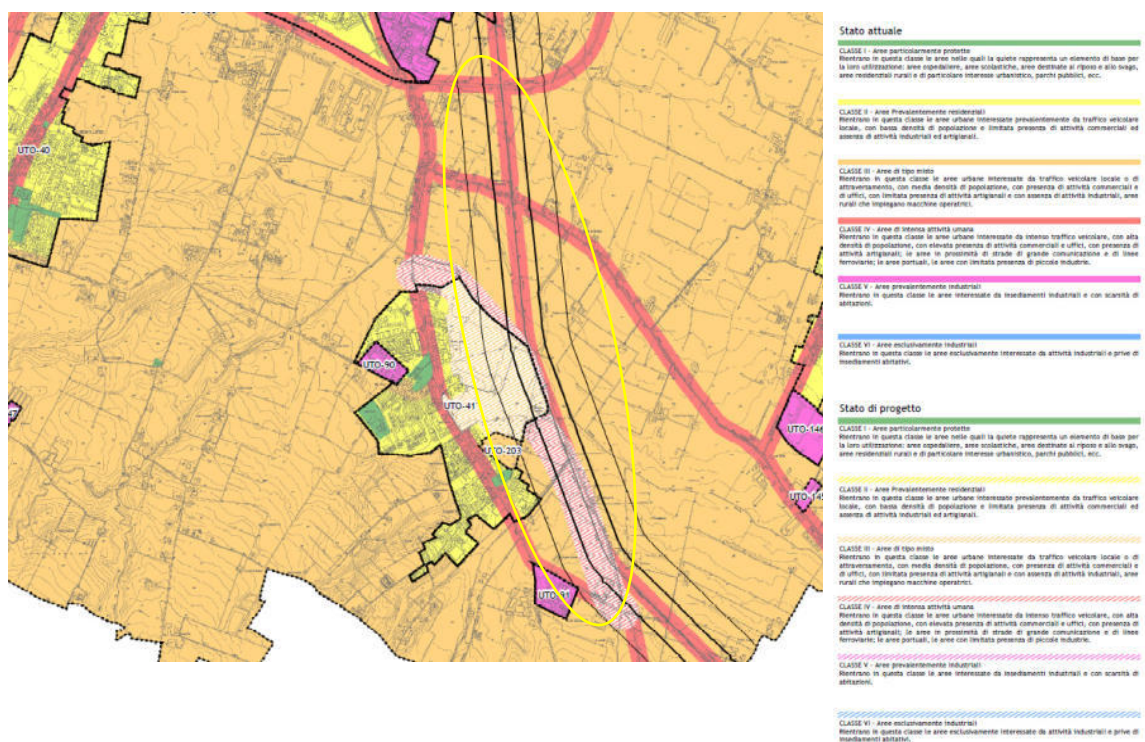 UTO-40
UTO-90
UTO-41
UTO-203
UTO-91
UTO-146
UTO-145
Stato attuale
CLASSE I - Aree particolarmente protette
Rientrano in questa classe le aree nelle quali la quiete rappresenta un elemento di base per
la loro utilizzazione: aree ospedaliere, aree scolastiche, aree destinate al riposo e allo svago,
aree residenziali rurali e di particolare interesse urbanistico, parchi pubblici, ecc.
CLASSE II - Aree Prevalentemente residenziali
Rientrano in questa classe le aree urbane interessate prevalentemente da traffico veicolare
locale, con bassa densità di popolazione e limitata presenza di attività commerciali ed
assenza di attività industriali ed artigianali.
CLASSE III - Aree di tipo misto
Rientrano in questa classe le aree urbane interessate da traffico veicolare locale o di
attraversamento, con media densità di popolazione, con presenza di attività commerciali e
di uffici, con limitata presenza di attività artigianali e con assenza di attività industriali, aree
rurali che impiegano macchine operatrici.
CLASSE IV - Aree di intensa attività umana
Rientrano in questa classe le aree urbane interessate da intenso traffico veicolare, con alta
densità di popolazione, con elevata presenza di attività commerciali e uffici, con presenza di
attività artigianali; le aree in prossimità di strade di grande comunicazione e di linee
ferroviarie; le aree portuali, le aree con limitata presenza di piccole industrie.
CLASSE V - Aree prevalentemente industriali
Rientrano in questa classe le aree interessate da insediamenti industriali e con scarsità di
abitazioni.
CLASSE VI - Aree esclusivamente industriali
Rientrano in questa classe le aree esclusivamente interessate da attività industriali e prive di
insediamenti abitativi.
Stato di progetto
CLASSE I - Aree particolarmente protette
Rientrano in questa classe le aree nelle quali la quiete rappresenta un elemento di base per
la loro utilizzazione: aree ospedaliere, aree scolastiche, aree destinate al riposo e allo svago,
aree residenziali rurali e di particolare interesse urbanistico, parchi pubblici, ecc.
CLASSE II - Aree Prevalentemente residenziali
Rientrano in questa classe le aree urbane interessate prevalentemente da traffico veicolare
locale, con bassa densità di popolazione e limitata presenza di attività commerciali ed
assenza di attività industriali ed artigianali.
CLASSE III - Aree di tipo misto
Rientrano in questa classe le aree urbane interessate da traffico veicolare locale o di
attraversamento, con media densità di popolazione, con presenza di attività commerciali e
di uffici, con limitata presenza di attività artigianali e con assenza di attività industriali, aree
rurali che impiegano macchine operatrici.
CLASSE IV - Aree di intensa attività umana
Rientrano in questa classe le aree urbane interessate da intenso traffico veicolare, con alta
densità di popolazione, con elevata presenza di attività commerciali e uffici, con presenza di
attività artigianali; le aree in prossimità di strade di grande comunicazione e di linee
ferroviarie; le aree portuali, le aree con limitata presenza di piccole industrie.
CLASSE V - Aree prevalentemente industriali
Rientrano in questa classe le aree interessate da insediamenti industriali e con scarsità di
abitazioni.
CLASSE VI - Aree esclusivamente industriali
Rientrano in questa classe le aree esclusivamente interessate da attività industriali e prive di
insediamenti abitativi.